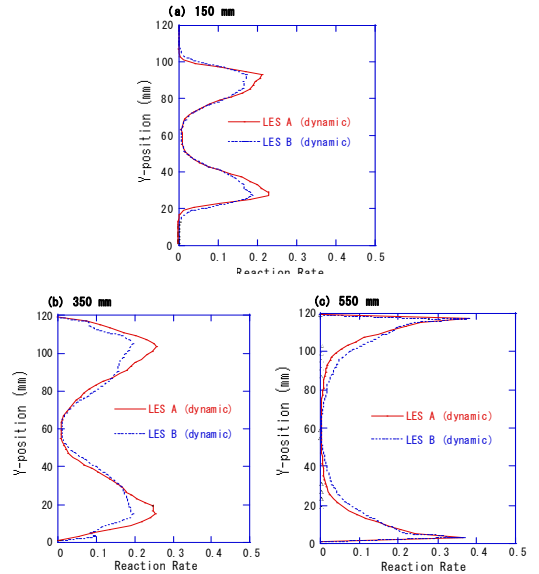 (a) 150 mm
120
100
80
60
40
20
0
Y-position (mm)
LES A (dynamic)
LES B (dynamic)
0 0.1 0.2 0.3 0.4 0.5
Reaction Rate
(b) 350 mm
120
100
80
60
40
20
0
Y-position (mm)
LES A (dynamic)
LES B (dynamic)
0 0.1 0.2 0.3 0.4 0.5
Reaction Rate
(c) 550 mm
120
100
80
60
40
20
0
Y-position (mm)
LES A (dynamic)
LES B (dynamic)
0 0.1 0.2 0.3 0.4 0.5
Reaction Rate